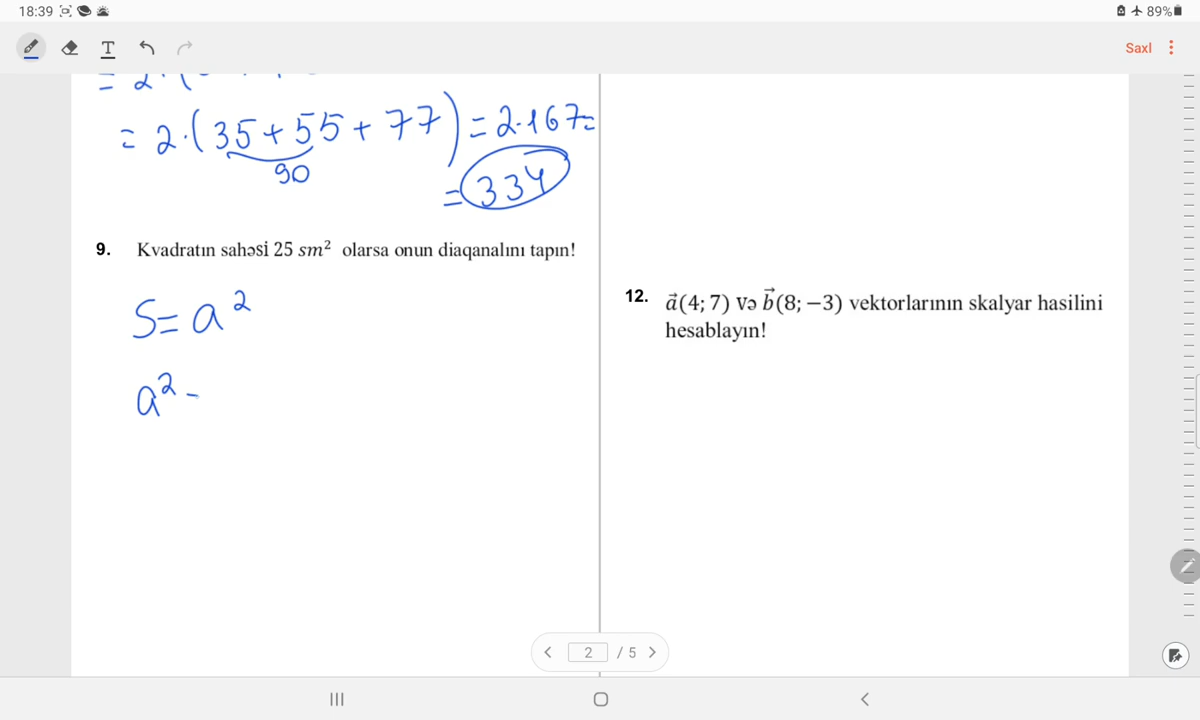 18:39
89%
Saxl
= 2·(35+55+77) = 2·167=
90
= 334
9. Kvadratın sahəsi 25 sm² olarsa onun diaqanalını tapın!
S= a²
a² -
12. a⃗(4; 7) və b⃗(8; −3) vektorlarının skalyar hasilini
hesablayın!
2 / 5